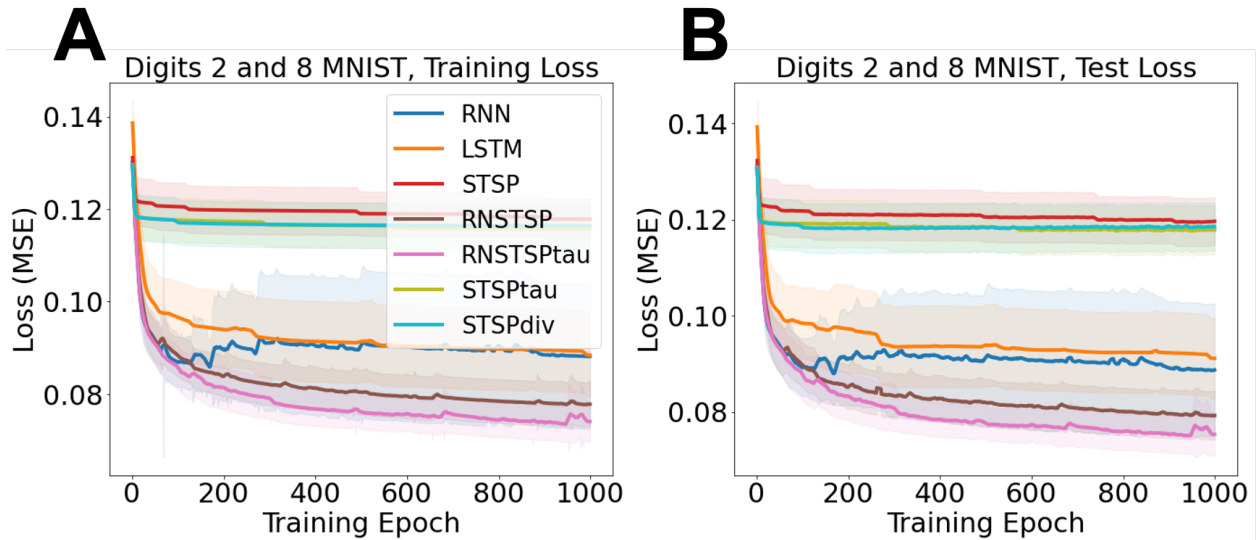 A
Digits 2 and 8 MNIST, Training Loss
Loss (MSE)
0.14
0.12
0.10
0.08
RNN
LSTM
STSP
RNSTSP
RNSTSPtau
STSPtau
STSPdiv
0 200 400 600 800 1000
Training Epoch
B
Digits 2 and 8 MNIST, Test Loss
Loss (MSE)
0.14
0.12
0.10
0.08
0 200 400 600 800 1000
Training Epoch